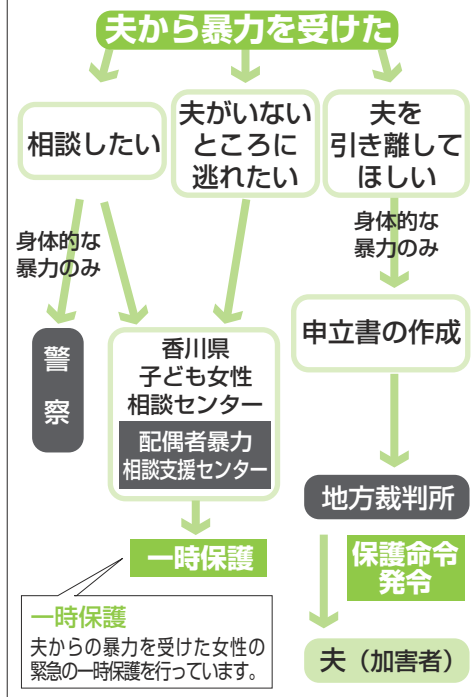 夫から暴力を受けた
相談したい
夫がいない
ところに
逃れたい
夫を
引き離して
ほしい
身体的な
暴力のみ
身体的な
暴力のみ
警
察
香川県
子ども女性
相談センター
配偶者暴力
相談支援センター
申立書の作成
地方裁判所
一時保護
保護命令
発令
一時保護
夫からの暴力を受けた女性の
緊急の一時保護を行っています。
夫（加害者）